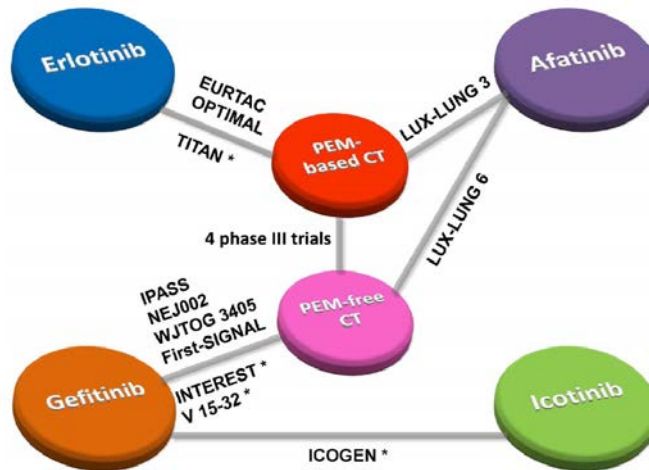 Erlotinib
Afatinib
EURTAC
OPTIMAL
TITAN *
PEM-
based CT
LUX-LUNG 3
LUX-LUNG 6
4 phase III trials
PEM-free
CT
IPASS
NEJ002
WJTOG 3405
First-SIGNAL
INTEREST *
V 15-32 *
Gefitinib
Icotinib
ICOGEN *